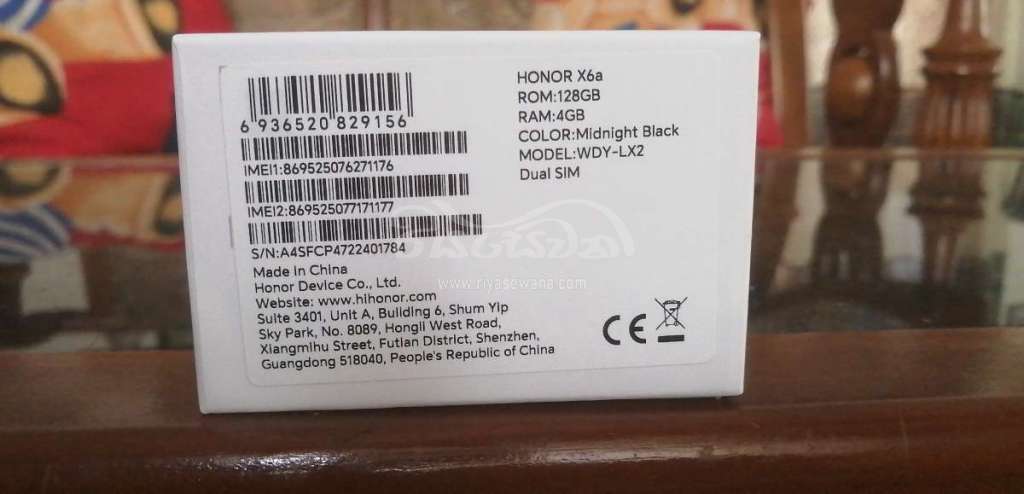 6 936520 829156
IMEI1:869525076271176
IMEI2:869525077171177
S/N:A4SFCP4722401784
Made in China
Honor Device Co., Ltd.
Website: www.hihonor.com
Suite 3401, Unit A, Building 6, Shum Yip
Sky Park, No. 8089, Hongli West Road,
Xiangmihu Street, Futian District, Shenzhen,
Guangdong 518040, People's Republic of China
HONOR X6a
ROM:128GB
RAM:4GB
COLOR:Midnight Black
MODEL:WDY-LX2
Dual SIM
CE
www.riyasewana.com